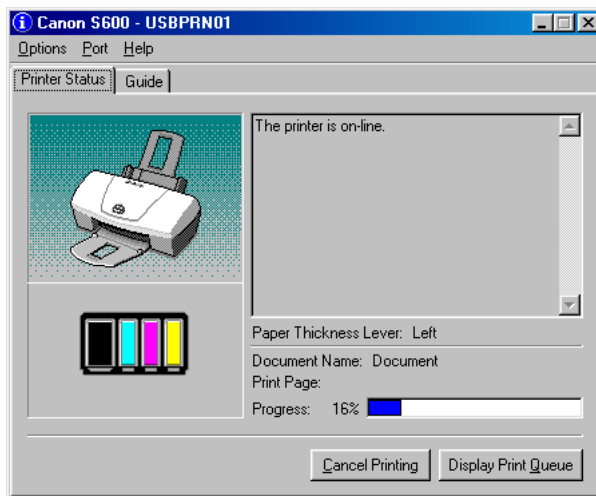 Canon S600 - USBPRN01
Options Port Help
Printer Status Guide
The printer is on-line.
Paper Thickness Lever: Left
Document Name: Document
Print Page:
Progress: 16%
Cancel Printing Display Print Queue